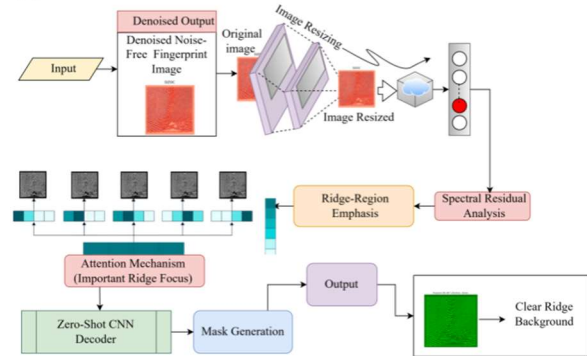 Denoised Output
Denoised Noise-
Free Fingerprint
Image
Input
Original
image
Image Resizing
Image Resized
Spectral Residual
Analysis
Ridge-Region
Emphasis
Attention Mechanism
(Important Ridge Focus)
Zero-Shot CNN
Decoder
Mask Generation
Output
Clear Ridge
Background